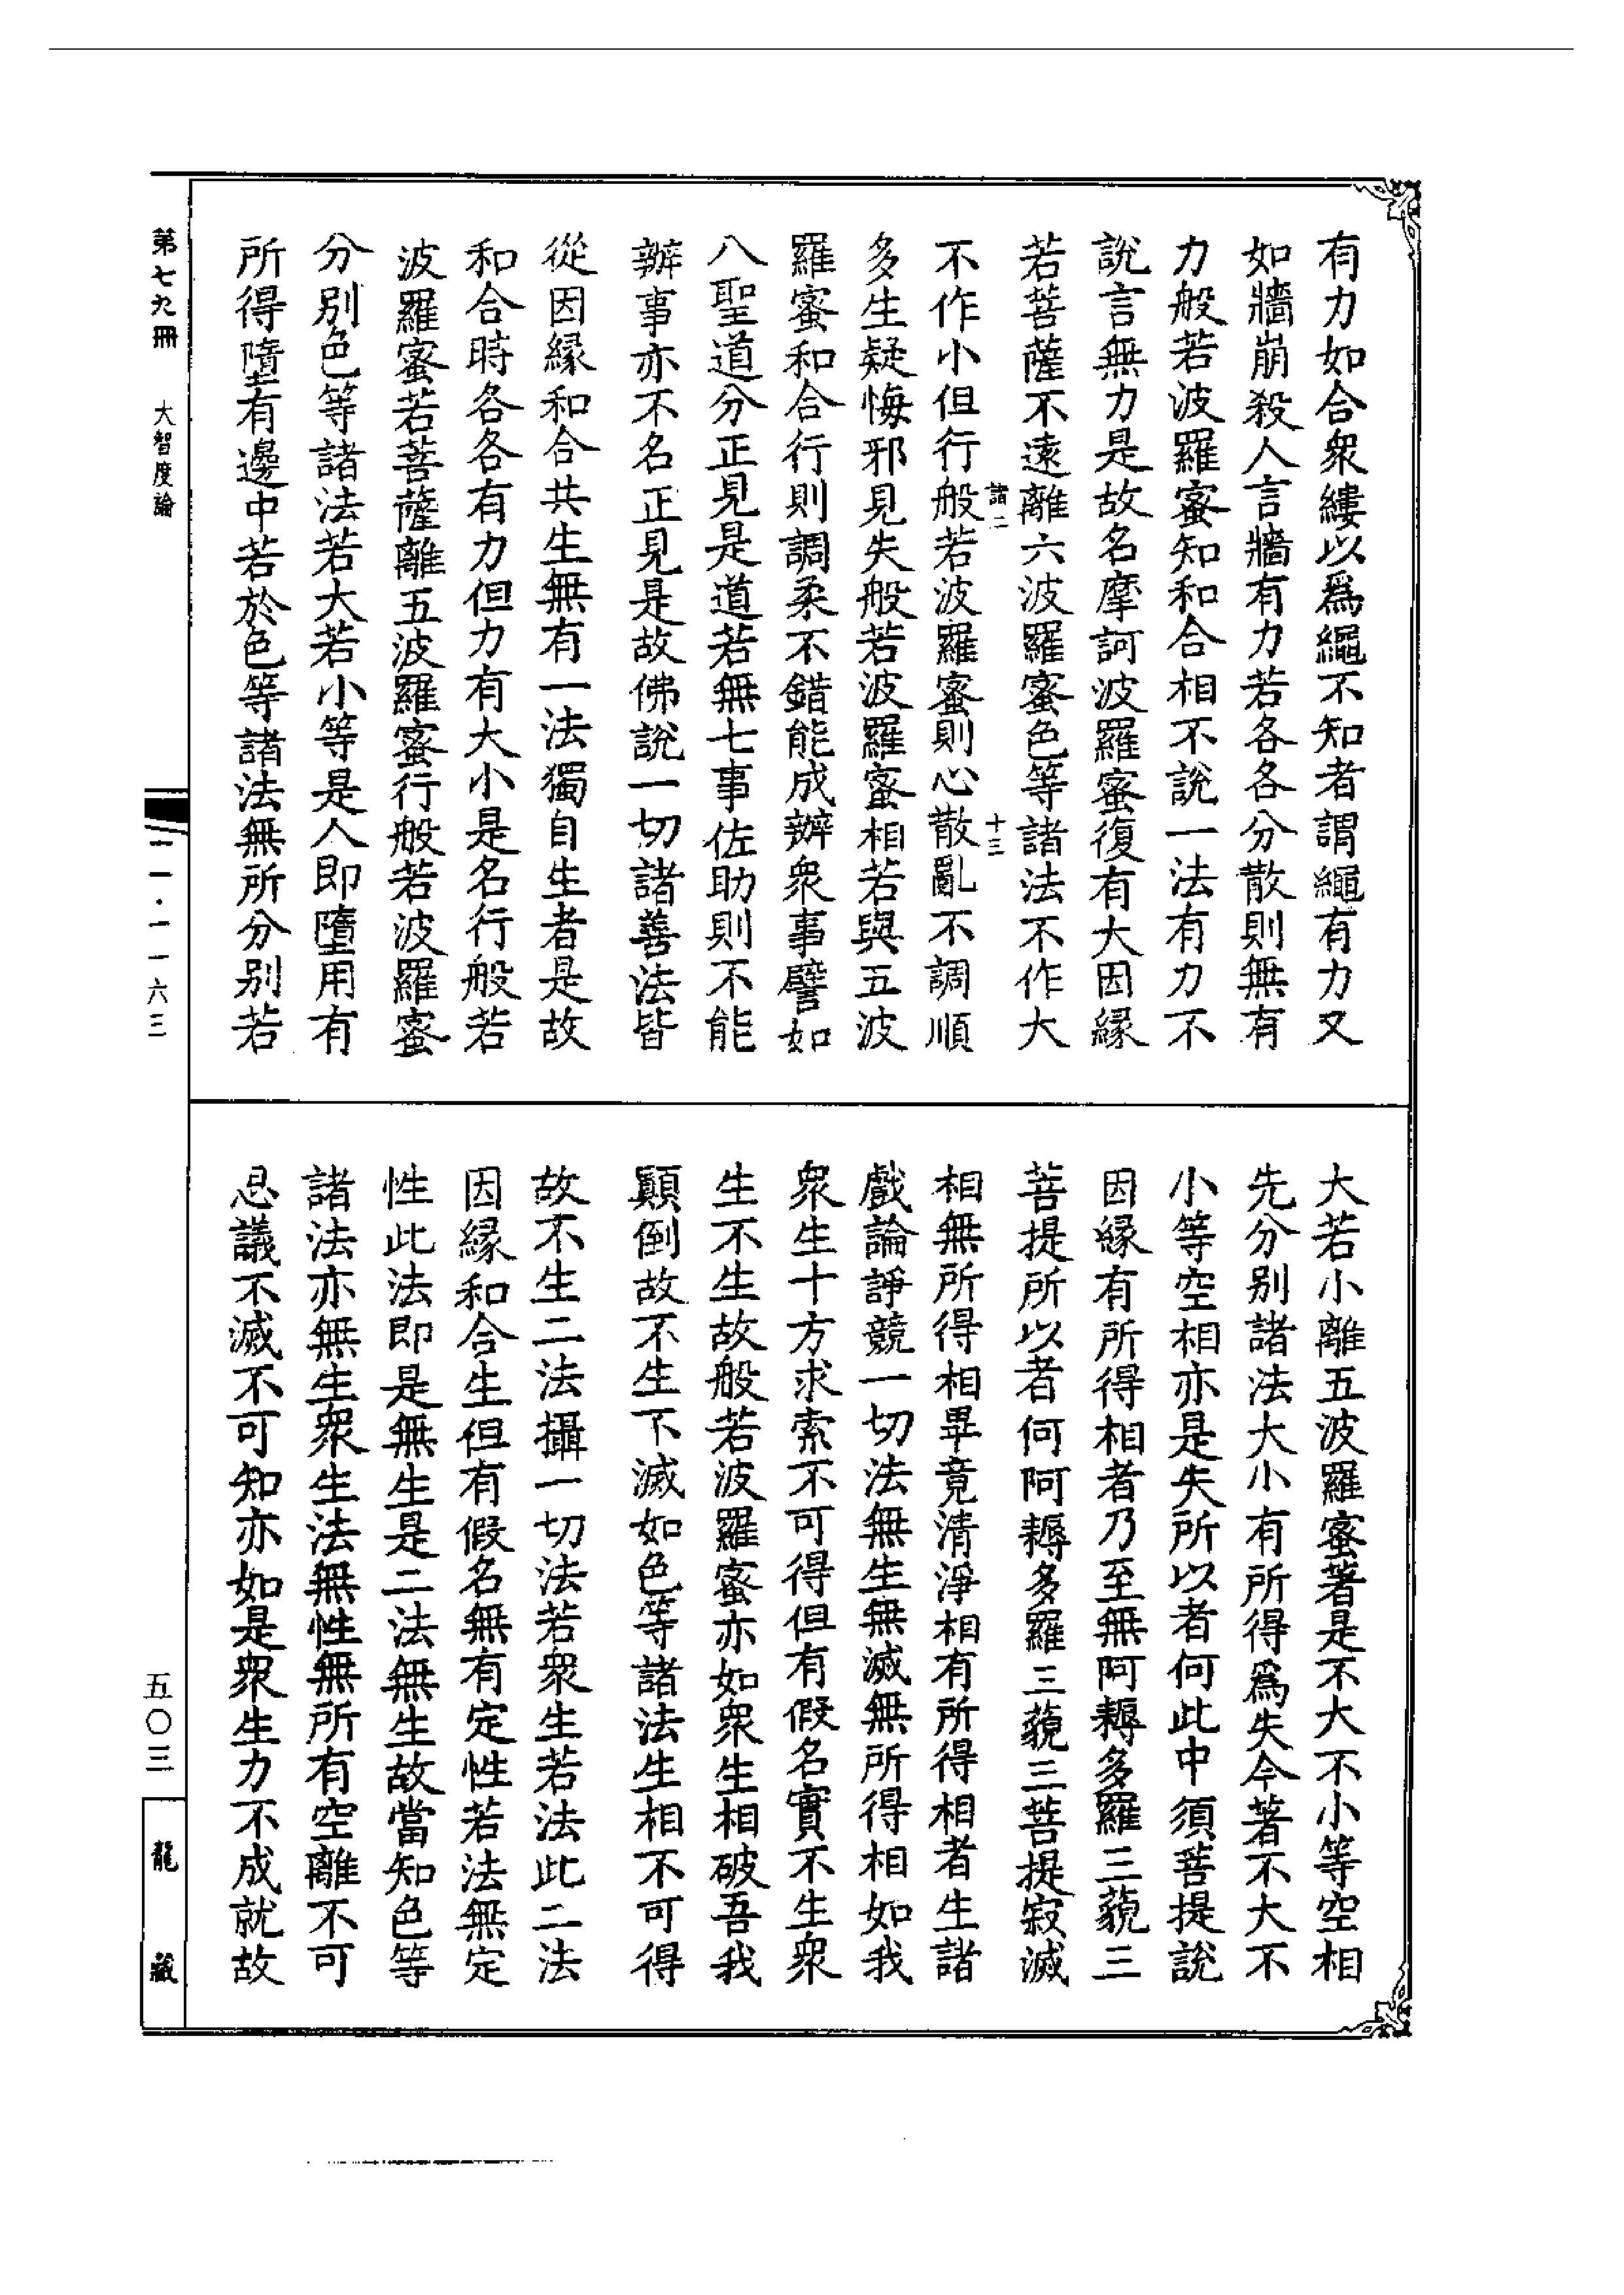 有力如合衆縷以爲繩不知者謂繩有力又
如牆崩殺人言牆有力若各各分散則無有
力般若波羅蜜知和合相不說一法有力不
說言無力是故名摩訶波羅蜜復有大因緣
若菩薩不遠離六波羅蜜色等諸法不作大
諸二
十三
不作小但行般若波羅蜜則心散亂不調順
多生疑悔邪見失般若波羅蜜相若與五波
羅蜜和合行則調柔不錯能成辦衆事譬如
八聖道分正見是道若無七事佐助則不能
辦事亦不名正見是故佛說一切諸善法皆
從因緣和合共生無有一法獨自生者是故
和合時各各有力但力有大小是名行般若
波羅蜜若菩薩離五波羅蜜行般若波羅蜜
分別色等諸法若大若小等是人即墮用有
所得墮有邊中若於色等諸法無所分別若
大若小離五波羅蜜著是不大不小等空相
先分別諸法大小有所得爲失今著不大不
小等空相亦是失所以者何此中須菩提說
因緣有所得相者乃至無阿耨多羅三藐三
菩提所以者何阿耨多羅三藐三菩提寂滅
相無所得相畢竟清淨相有所得相者生諸
戲論諍競一切法無生無滅無所得相如我
衆生十方求索不可得但有假名實不生衆
生不生故般若波羅蜜亦如衆生相破吾我
顛倒故不生不滅如色等諸法生相不可得
故不生二法攝一切法若衆生若法此二法
因緣和合生但有假名無有定性若法無定
性此法即是無生是二法無生故當知色等
諸法亦無生衆生法無性無所有空離不可
思議不滅不可知亦如是衆生力不成就故
第七九冊
大智度論
一一·一一六三
五〇三
龍藏